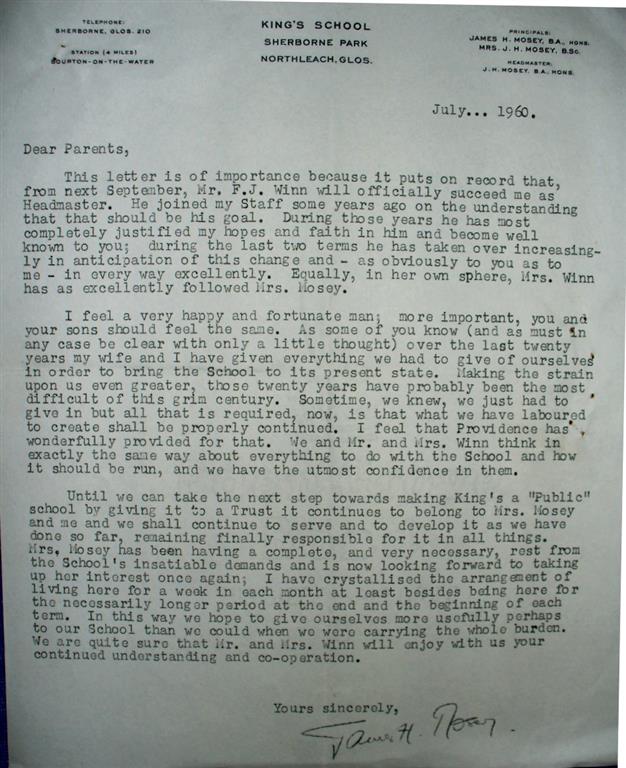 TELEPHONE:
SHERBORNE, GLOS. 210
STATION (4 MILES)
BOURTON-ON-THE-WATER
KING'S SCHOOL
SHERBORNE PARK
NORTHLEACH, GLOS.
PRINCIPALS:
JAMES H. MOSEY, B.A., HONS.
MRS. J. H. MOSEY, B.SC.
HEADMASTER:
J. H. MOSEY, B.A., HONS.
July... 1960.
Dear Parents,
This letter is of importance because it puts on record that,
from next September, Mr. F.J. Winn will officially succeed me as
Headmaster. He joined my Staff some years ago on the understanding
that that should be his goal. During those years he has most
completely justified my hopes and faith in him and become well
known to you; during the last two terms he has taken over increasing-
ly in anticipation of this change and - as obviously to you as to
me - in every way excellently. Equally, in her own sphere, Mrs. Winn
has as excellently followed Mrs. Mosey.
I feel a very happy and fortunate man; more important, you and
your sons should feel the same. As some of you know (and as must in
any case be clear with only a little thought) over the last twenty
years my wife and I have given everything we had to give of ourselves
in order to bring the School to its present state. Making the strain
upon us even greater, those twenty years have probably been the most
difficult of this grim century. Sometime, we knew, we just had to
give in but all that is required, now, is that what we have laboured
to create shall be properly continued. I feel that Providence has
wonderfully provided for that. We and Mr. and Mrs. Winn think in
exactly the same way about everything to do with the School and how
it should be run, and we have the utmost confidence in them.
Until we can take the next step towards making King's a "Public"
school by giving it to a Trust it continues to belong to Mrs. Mosey
and me and we shall continue to serve and to develop it as we have
done so far, remaining finally responsible for it in all things.
Mrs. Mosey has been having a complete, and very necessary, rest from
the School's insatiable demands and is now looking forward to taking
up her interest once again; I have crystallised the arrangement of
living here for a week in each month at least besides being here for
the necessarily longer period at the end and the beginning of each
term. In this way we hope to give ourselves more usefully perhaps
to our School than we could when we were carrying the whole burden.
We are quite sure that Mr. and Mrs. Winn will enjoy with us your
continued understanding and co-operation.
Yours sincerely,
James H. Mosey.